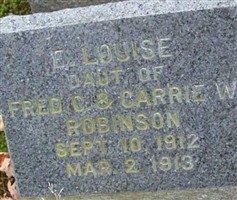 E. LOUISE
DAUT. OF
FRED C. & CARRIE W.
ROBINSON
SEPT. 10, 1912
MAR. 2, 1913